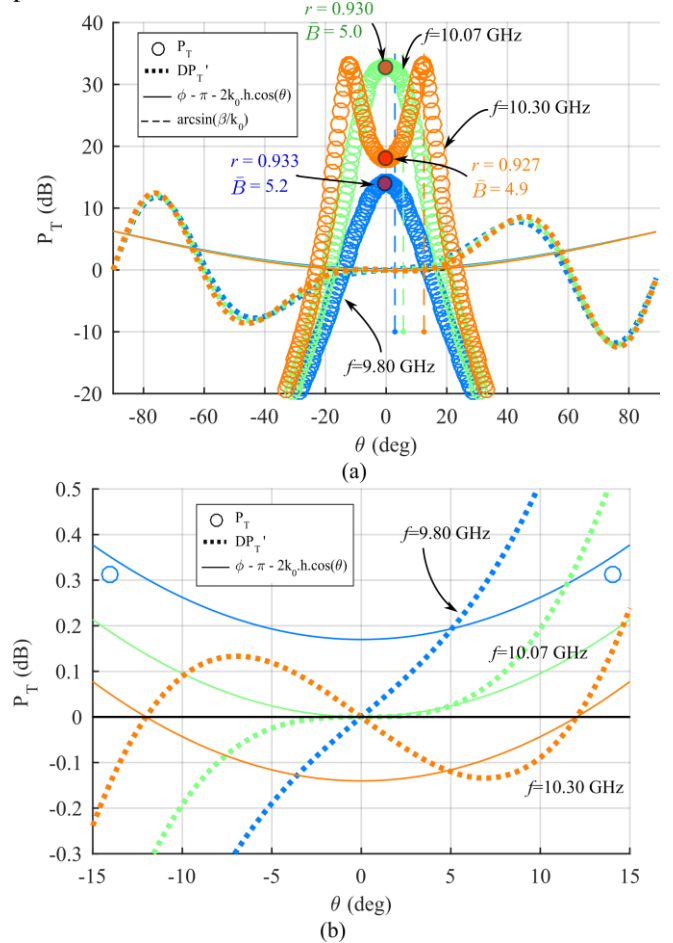 r = 0.930
B̄ = 5.0
f=10.07 GHz
P_T
DP_T'
ϕ - π - 2k₀.h.cos(θ)
arcsin(β/k₀)
f=10.30 GHz
r = 0.933
B̄ = 5.2
r = 0.927
B̄ = 4.9
f=9.80 GHz
40
30
20
10
0
-10
-20
P_T (dB)
-80 -60 -40 -20 0 20 40 60 80
θ (deg)
(a)
P_T
DP_T'
ϕ - π - 2k₀.h.cos(θ)
f=9.80 GHz
f=10.07 GHz
f=10.30 GHz
0.5
0.4
0.3
0.2
0.1
0
-0.1
-0.2
-0.3
P_T (dB)
-15 -10 -5 0 5 10 15
θ (deg)
(b)